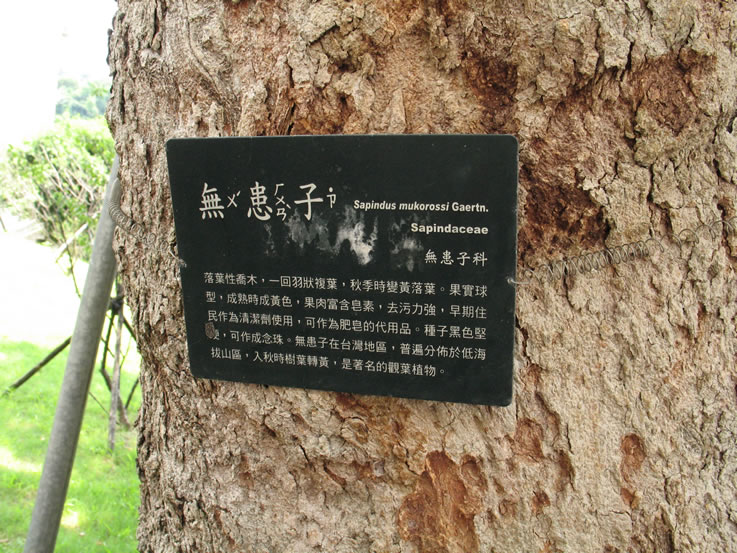 無ㄨˊ患ㄏㄨㄢˋ子ㄗˇ Sapindus mukorossi Gaertn.
Sapindaceae
無患子科
落葉性喬木，一回羽狀複葉，秋季時變黃落葉。果實球
型，成熟時成黃色，果肉富含皂素，去污力強，早期住
民作為清潔劑使用，可作為肥皂的代用品。種子黑色堅
硬，可作成念珠。無患子在台灣地區，普遍分佈於低海
拔山區，入秋時樹葉轉黃，是著名的觀葉植物。